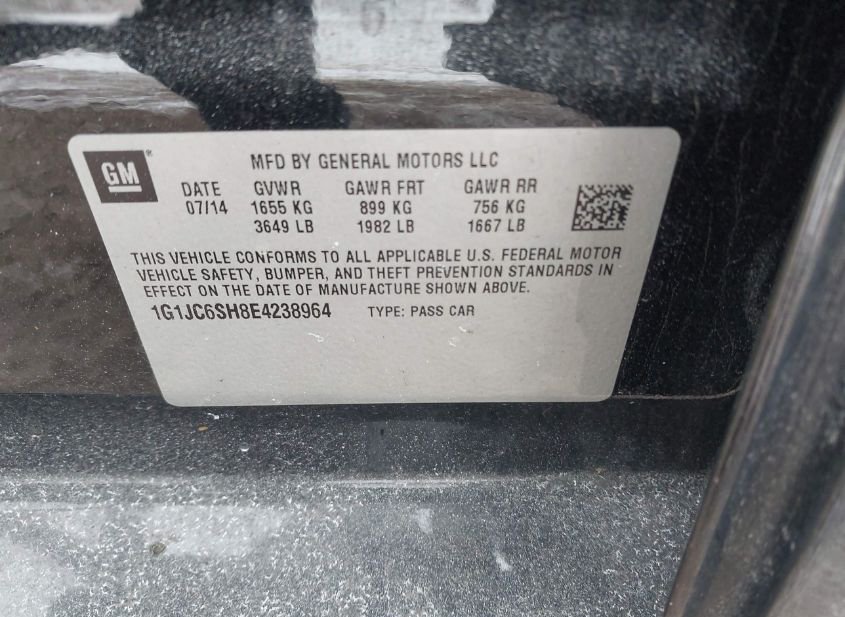 GM®
MFD BY GENERAL MOTORS LLC
DATE GVWR GAWR FRT GAWR RR
07/14 1655 KG 899 KG 756 KG
3649 LB 1982 LB 1667 LB
THIS VEHICLE CONFORMS TO ALL APPLICABLE U.S. FEDERAL MOTOR
VEHICLE SAFETY, BUMPER, AND THEFT PREVENTION STANDARDS IN
EFFECT ON THE DATE OF MANUFACTURE SHOWN ABOVE.
1G1JC6SH8E4238964 TYPE: PASS CAR